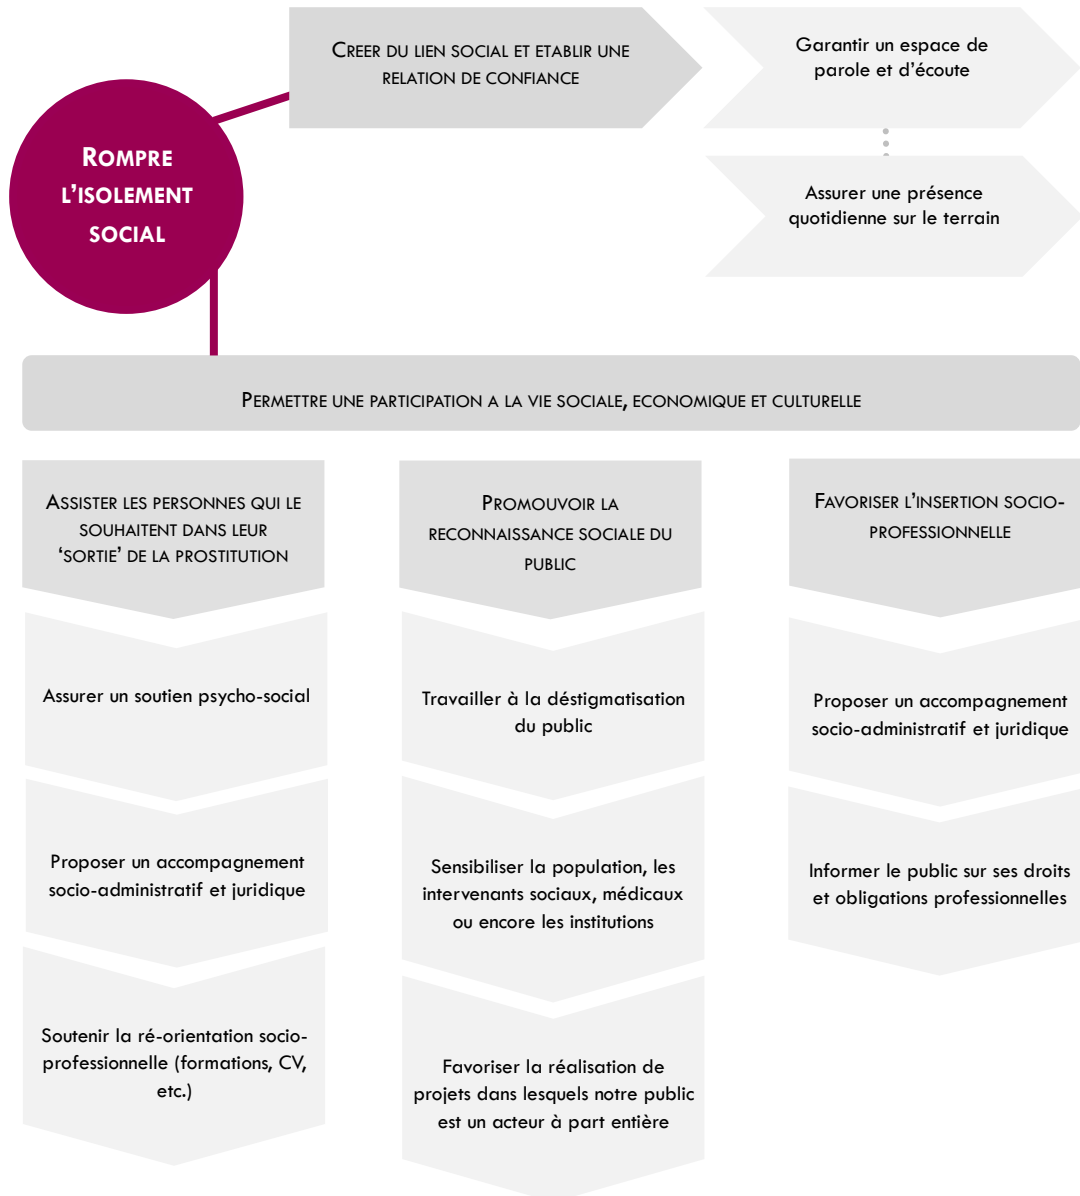 CREER DU LIEN SOCIAL ET ETABLIR UNE
RELATION DE CONFIANCE
Garantir un espace de
parole et d'écoute
ROMPRE
L'ISOLEMENT
SOCIAL
Assurer une présence
quotidienne sur le terrain
PERMETTRE UNE PARTICIPATION A LA VIE SOCIALE, ECONOMIQUE ET CULTURELLE
ASSISTER LES PERSONNES QUI LE
SOUHAITENT DANS LEUR
'SORTIE' DE LA PROSTITUTION
Assurer un soutien psycho-social
Proposer un accompagnement
socio-administratif et juridique
Soutenir la ré-orientation socio-
professionnelle (formations, CV,
etc.)
PROMOUVOIR LA
RECONNAISSANCE SOCIALE DU
PUBLIC
Travailler à la déstigmatisation
du public
Sensibiliser la population, les
intervenants sociaux, médicaux
ou encore les institutions
Favoriser la réalisation de
projets dans lesquels notre public
est un acteur à part entière
FAVORISER L'INSERTION SOCIO-
PROFESSIONNELLE
Proposer un accompagnement
socio-administratif et juridique
Informer le public sur ses droits
et obligations professionnelles